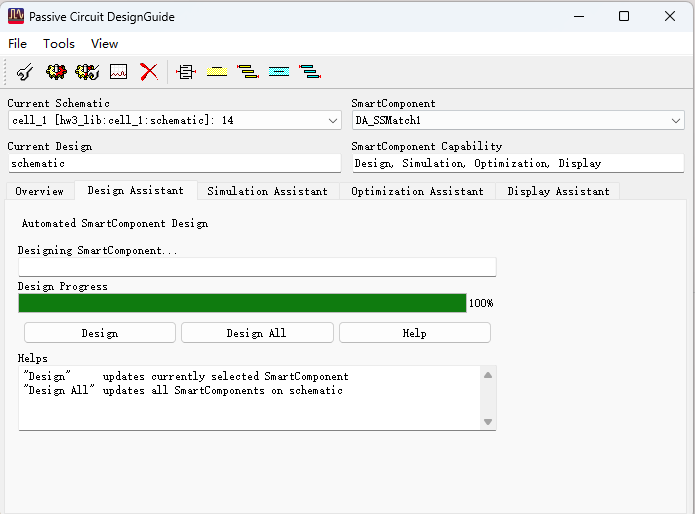 Passive Circuit DesignGuide
File Tools View
Current Schematic
cell_1 [hw3_lib:cell_1:schematic]: 14
SmartComponent
DA_SSMatch1
Current Design
schematic
SmartComponent Capability
Design, Simulation, Optimization, Display
Overview Design Assistant Simulation Assistant Optimization Assistant Display Assistant
Automated SmartComponent Design
Designing SmartComponent...
Design Progress
100%
Design Design All Help
Helps
"Design" updates currently selected SmartComponent
"Design All" updates all SmartComponents on schematic